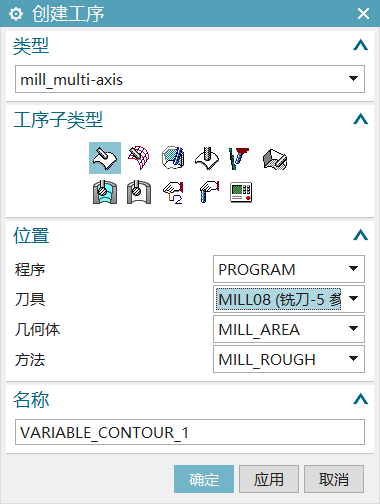 创建工序
类型
mill_multi-axis
工序子类型
位置
程序 PROGRAM
刀具 MILL08 (铣刀-5 参
几何体 MILL_AREA
方法 MILL_ROUGH
名称
VARIABLE_CONTOUR_1
确定 应用 取消